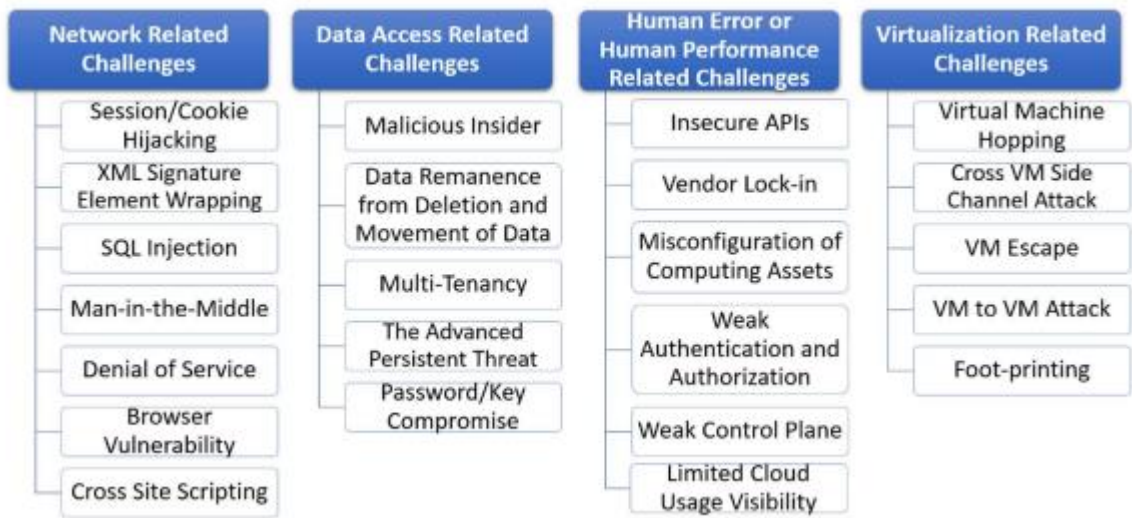 Network Related
Challenges
Session/Cookie
Hijacking
XML Signature
Element Wrapping
SQL Injection
Man-in-the-Middle
Denial of Service
Browser
Vulnerability
Cross Site Scripting
Data Access Related
Challenges
Malicious Insider
Data Remanence
from Deletion and
Movement of Data
Multi-Tenancy
The Advanced
Persistent Threat
Password/Key
Compromise
Human Error or
Human Performance
Related Challenges
Insecure APIs
Vendor Lock-in
Misconfiguration of
Computing Assets
Weak
Authentication and
Authorization
Weak Control Plane
Limited Cloud
Usage Visibility
Virtualization Related
Challenges
Virtual Machine
Hopping
Cross VM Side
Channel Attack
VM Escape
VM to VM Attack
Foot-printing